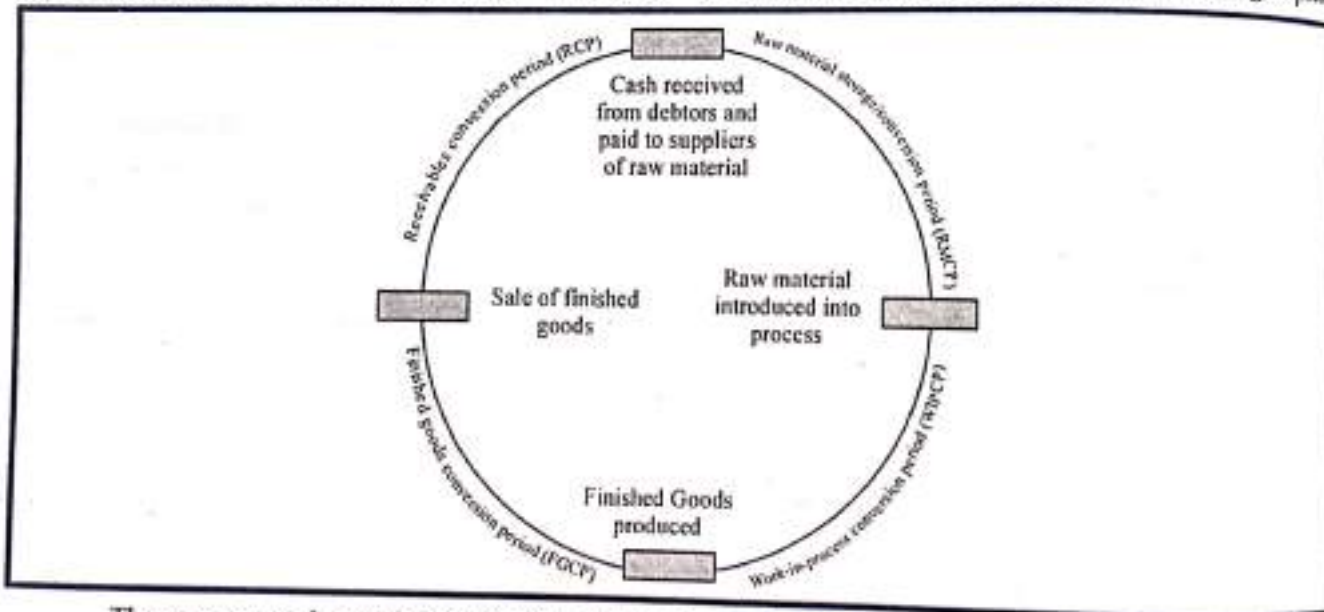 Receivables conversion period (RCP)
Raw material storage/conversion period (RMCP)
Cash received
from debtors and
paid to suppliers
of raw material
Sale of finished
goods
Raw material
introduced into
process
Finished goods conversion period (FGCP)
Work-in-process conversion period (WIPCP)
Finished Goods
produced